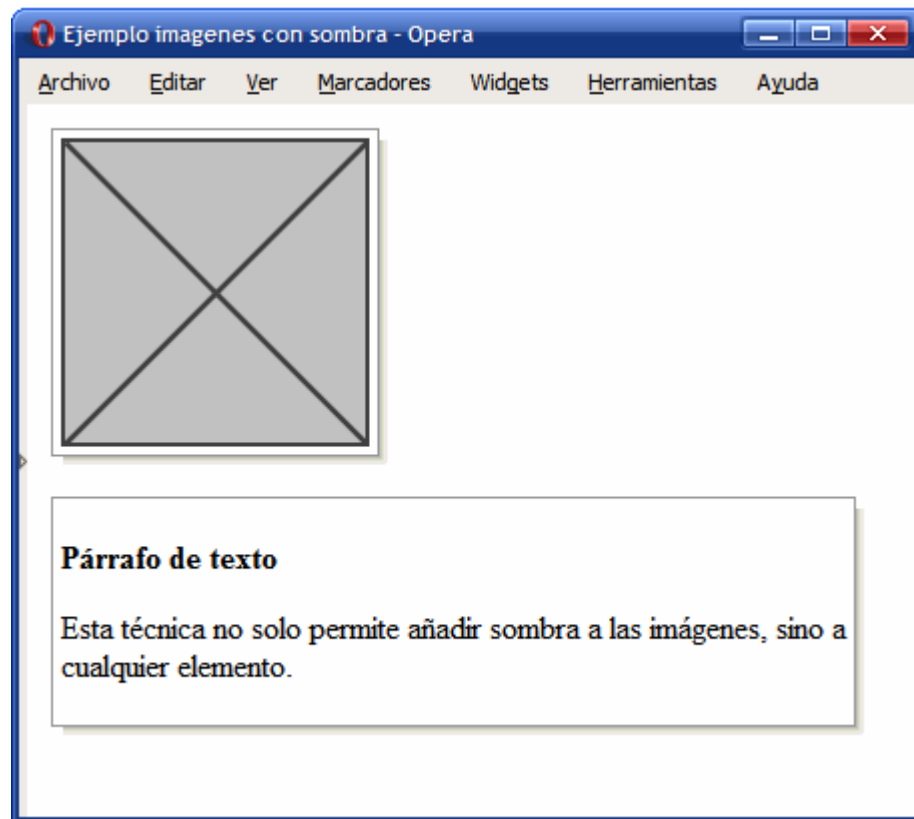 Ejemplo imagenes con sombra - Opera
Archivo Editar Ver Marcadores Widgets Herramientas Ayuda
Párrafo de texto
Esta técnica no solo permite añadir sombra a las imágenes, sino a
cualquier elemento.